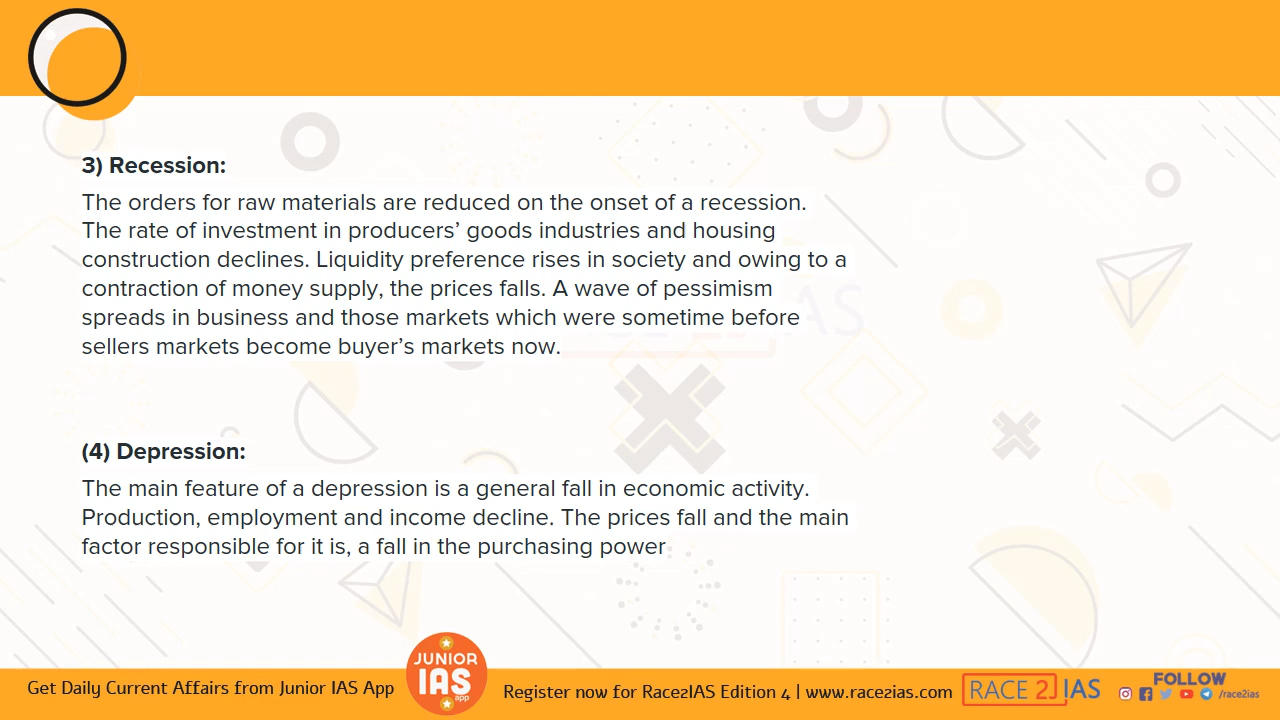 3) Recession:
The orders for raw materials are reduced on the onset of a recession.
The rate of investment in producers’ goods industries and housing
construction declines. Liquidity preference rises in society and owing to a
contraction of money supply, the prices falls. A wave of pessimism
spreads in business and those markets which were sometime before
sellers markets become buyer’s markets now.
(4) Depression:
The main feature of a depression is a general fall in economic activity.
Production, employment and income decline. The prices fall and the main
factor responsible for it is, a fall in the purchasing power
IAS
Get Daily Current Affairs from Junior IAS App
JUNIOR
IAS
app
Register now for Race2IAS Edition 4 | www.race2ias.com
RACE 2 IAS
FOLLOW
/race2ias